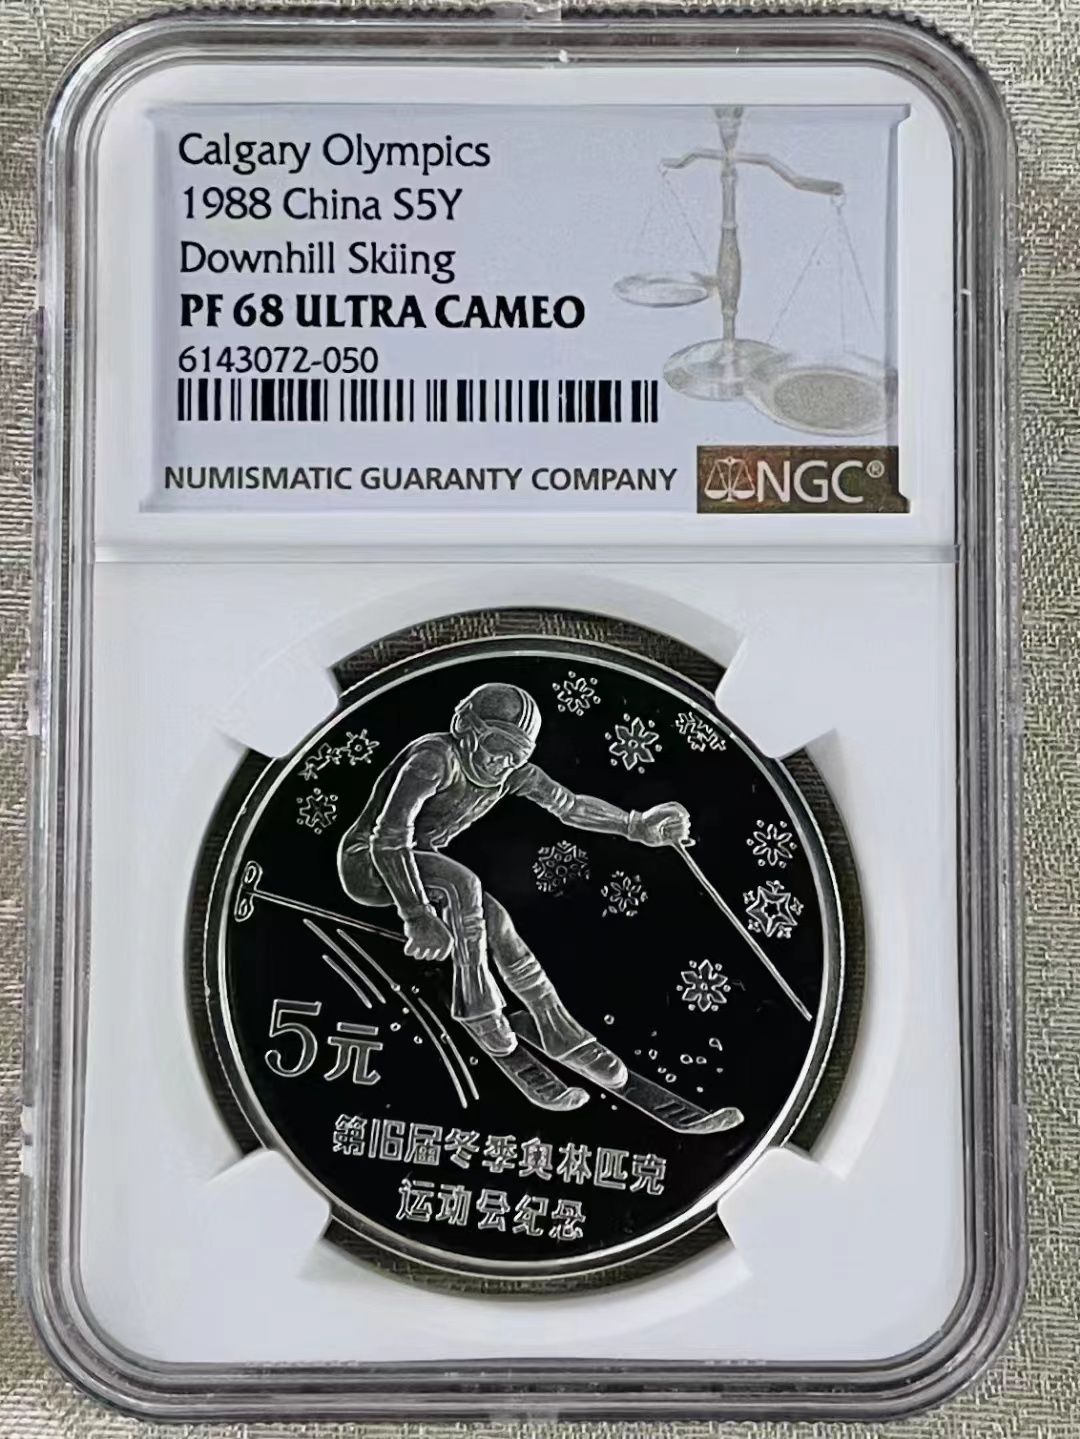 Calgary Olympics
1988 China S5Y
Downhill Skiing
PF 68 ULTRA CAMEO
6143072-050
NUMISMATIC GUARANTY COMPANY
NGC®
5元
第16届冬季奥林匹克
运动会纪念